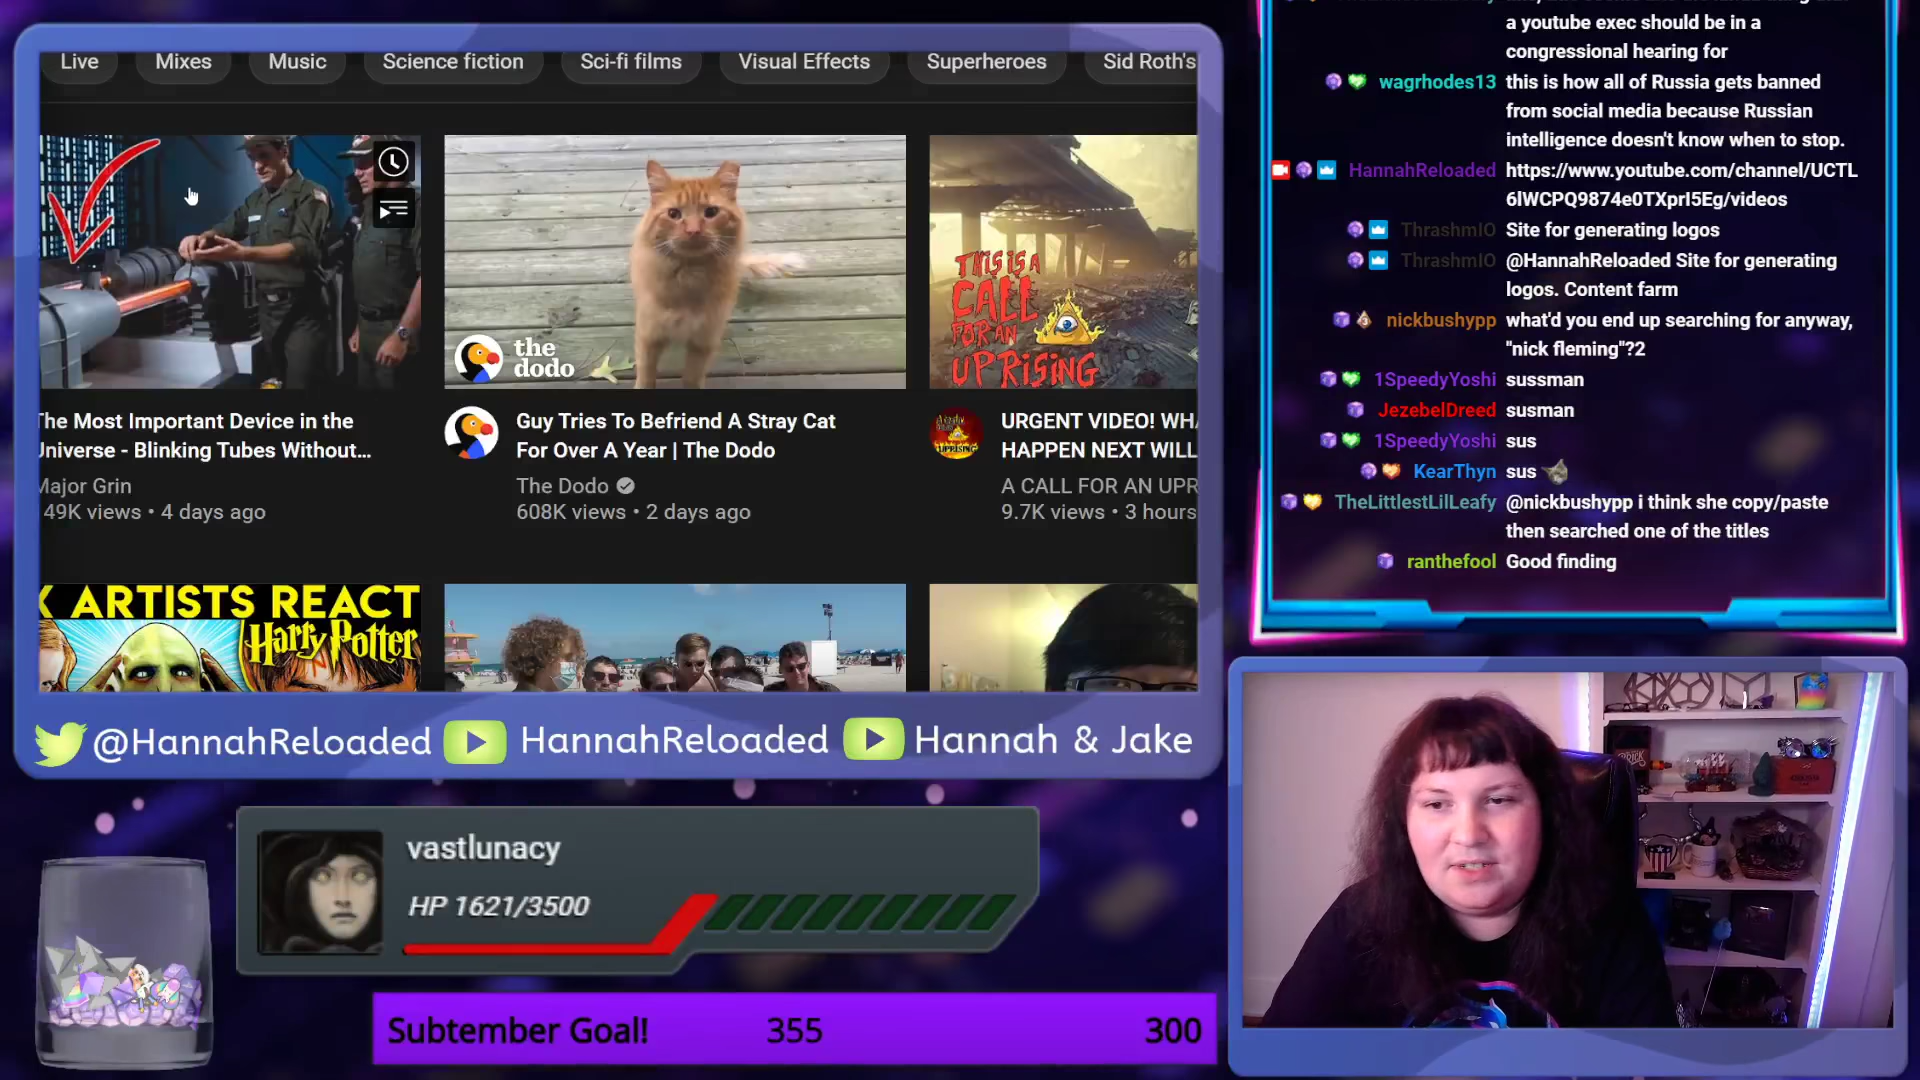 Live
Mixes
Music
Science fiction
Sci-fi films
Visual Effects
Superheroes
Sid Roth's
the
dodo
THIS IS A
CALL
FOR AN
UPRISING
The Most Important Device in the
Universe - Blinking Tubes Without...
Major Grin
49K views • 4 days ago
Guy Tries To Befriend A Stray Cat
For Over A Year | The Dodo
The Dodo
608K views • 2 days ago
URGENT VIDEO! WHA
HAPPEN NEXT WILL
A CALL FOR AN UPR
9.7K views • 3 hours
X ARTISTS REACT
Harry Potter
@HannahReloaded
HannahReloaded
Hannah & Jake
vastlunacy
HP 1621/3500
Subtember Goal! 355 300
a youtube exec should be in a
congressional hearing for
wagrhodes13 this is how all of Russia gets banned
from social media because Russian
intelligence doesn't know when to stop.
HannahReloaded https://www.youtube.com/channel/UCTL
6lWCPQ9874e0TXprI5Eg/videos
ThrashmIO Site for generating logos
ThrashmIO @HannahReloaded Site for generating
logos. Content farm
nickbushypp what'd you end up searching for anyway,
"nick fleming"?2
1SpeedyYoshi sussman
JezebelDreed susman
1SpeedyYoshi sus
KearThyn sus
TheLittlestLilLeafy @nickbushypp i think she copy/paste
then searched one of the titles
ranthefool Good finding